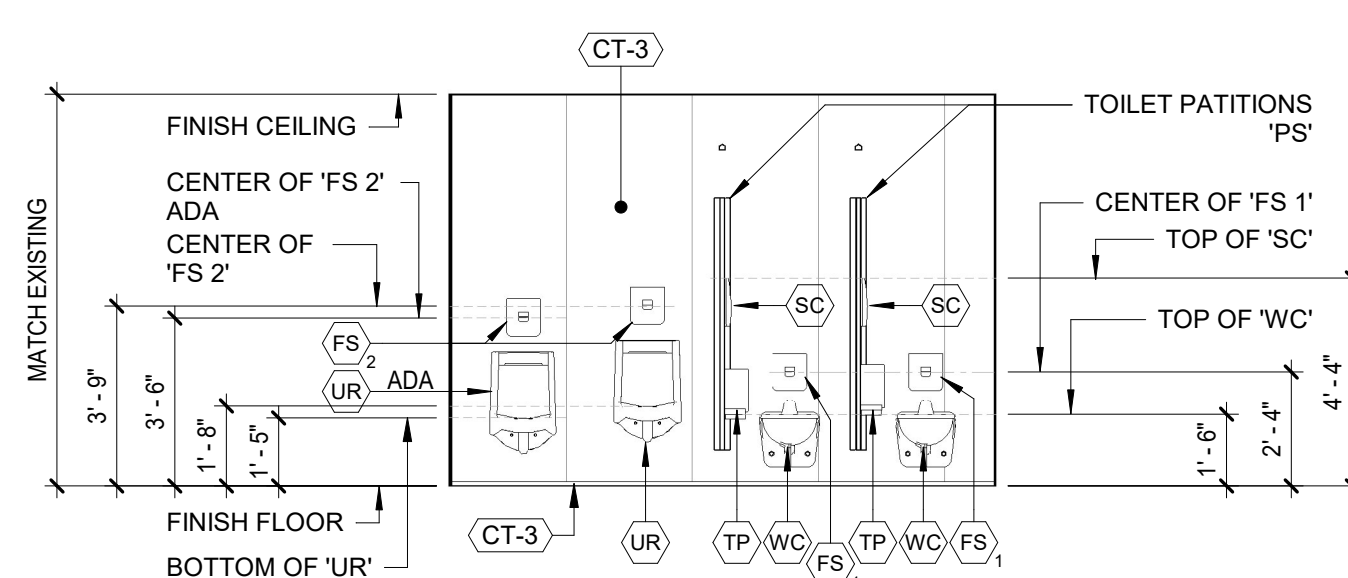 CT-3
FINISH CEILING
CENTER OF 'FS 2'
ADA
CENTER OF
'FS 2'
MATCH EXISTING
3' - 9"
3' - 6"
1' - 8"
1' - 5"
FS
2
UR
ADA
FINISH FLOOR
BOTTOM OF 'UR'
CT-3
UR
TP
WC
FS
TP
WC
FS
1
SC
SC
TOILET PATITIONS
'PS'
CENTER OF 'FS 1'
TOP OF 'SC'
TOP OF 'WC'
1' - 6"
2' - 4"
4' - 4"